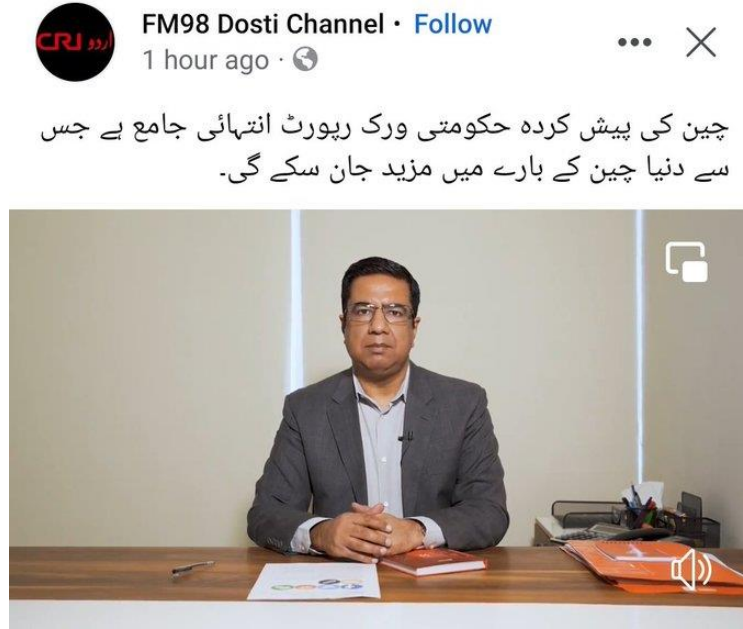 CRI اردو
FM98 Dosti Channel · Follow
1 hour ago ·
چین کی پیش کردہ حکومتی ورک رپورٹ انتہائی جامع ہے جس
سے دنیا چین کے بارے میں مزید جان سکے گی۔